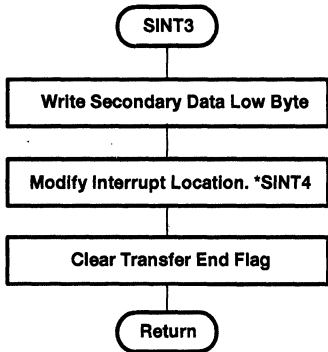 SINT3
Write Secondary Data Low Byte
Modify Interrupt Location. *SINT4
Clear Transfer End Flag
Return